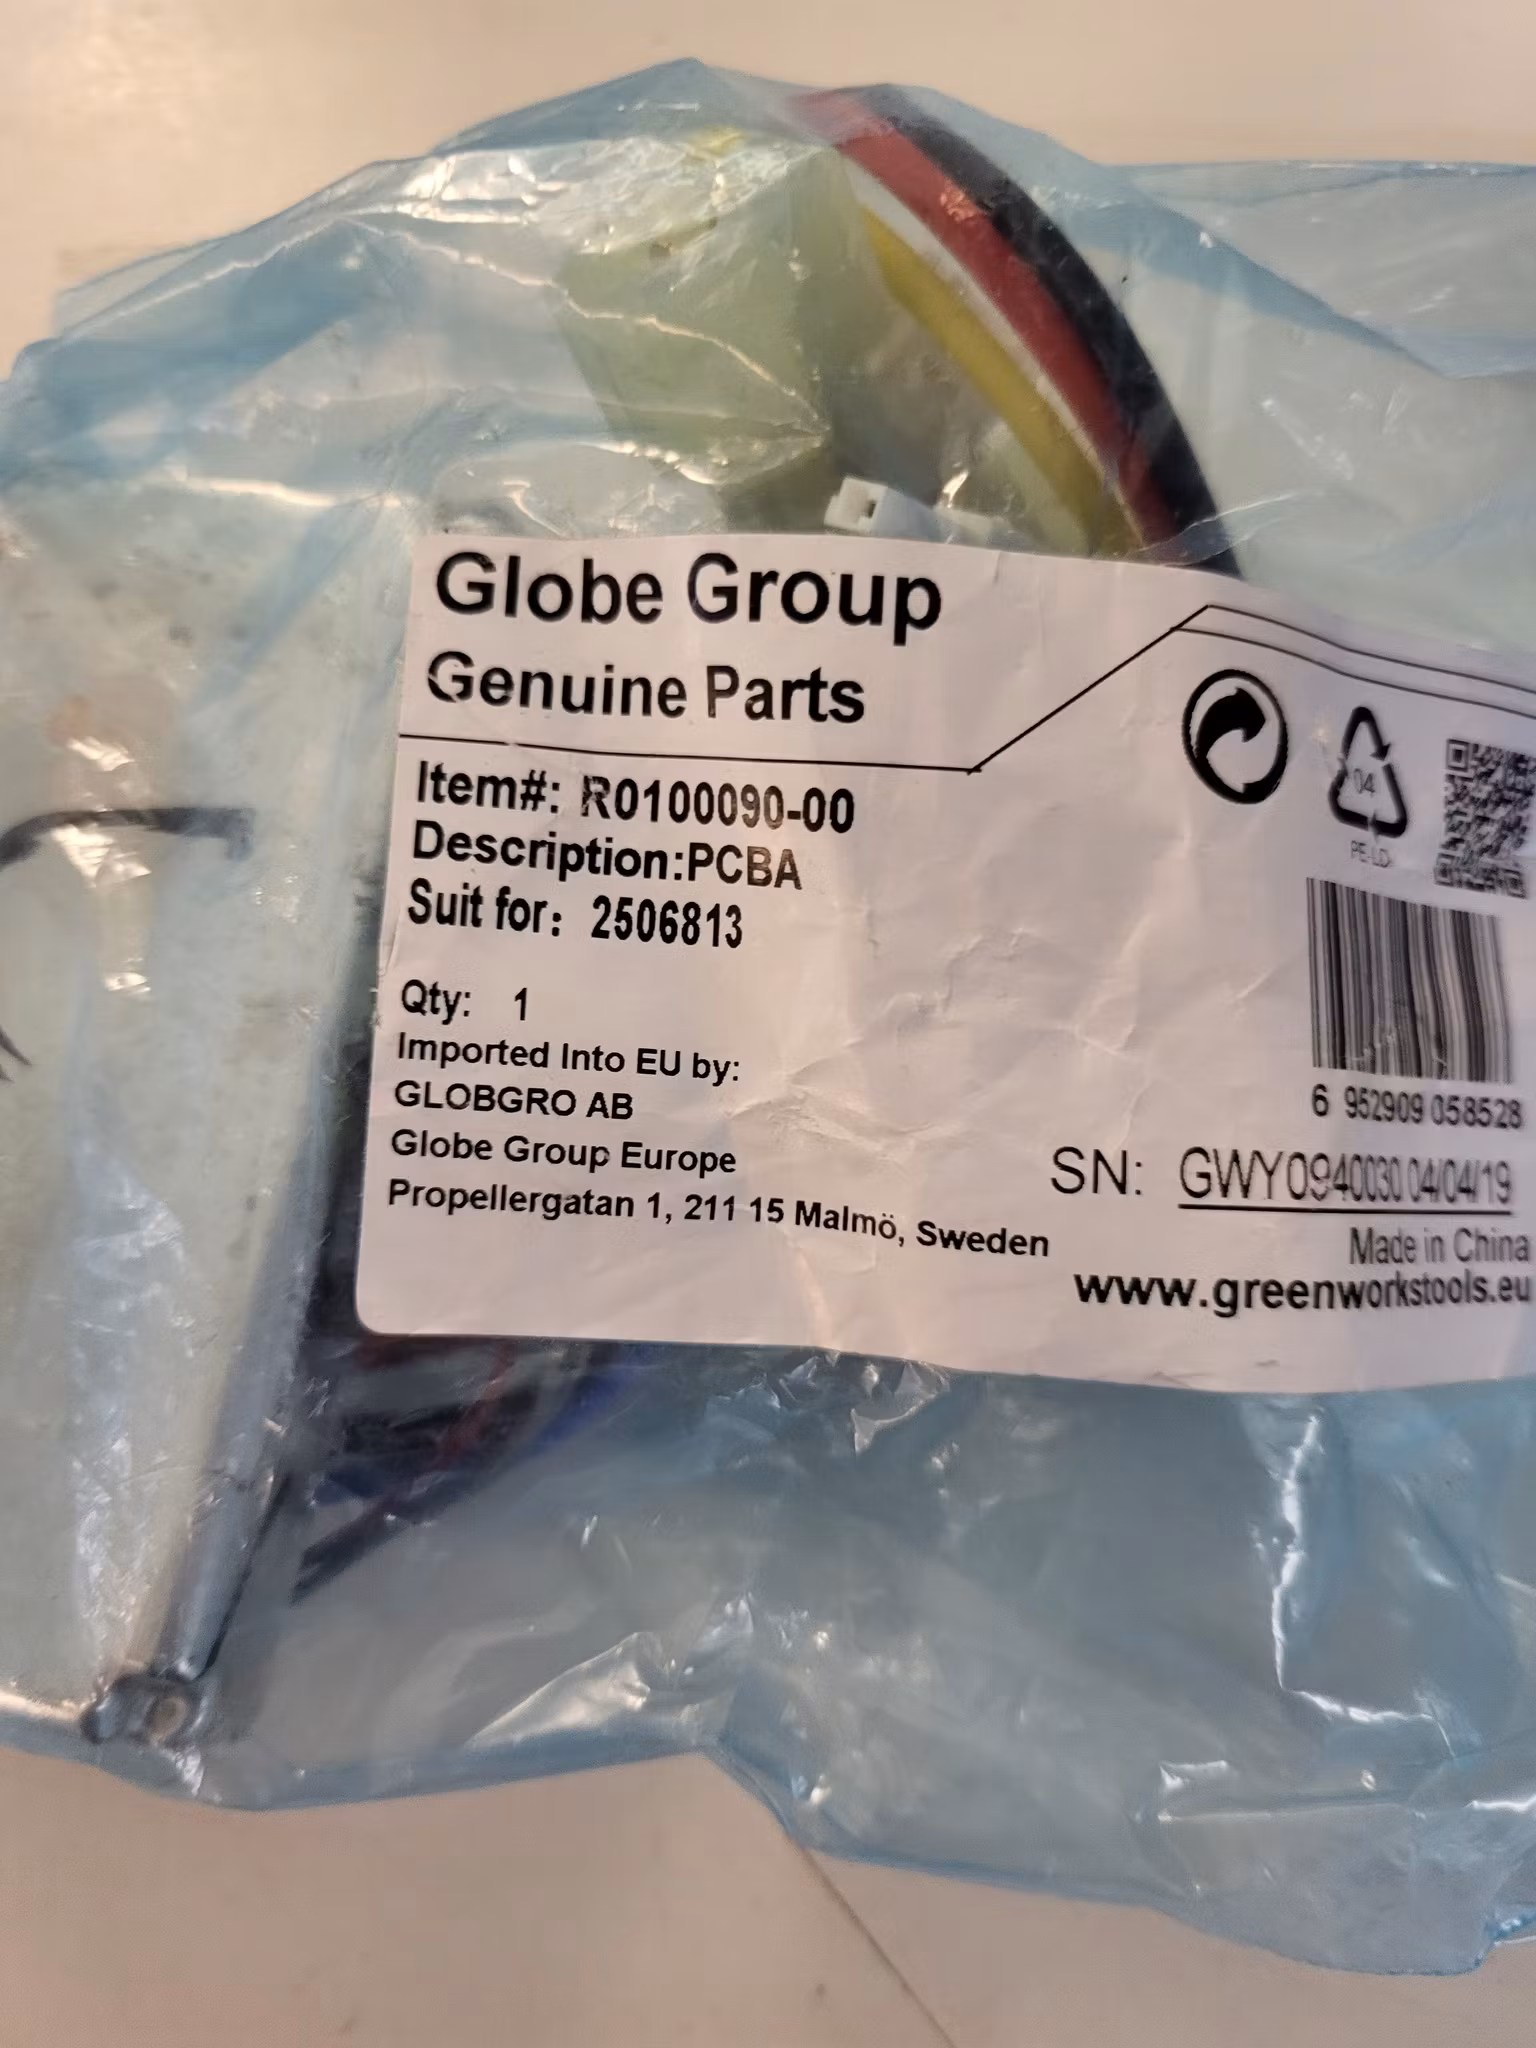 Globe Group
Genuine Parts
Item#: R0100090-00
Description:PCBA
Suit for: 2506813
Qty: 1
Imported Into EU by:
GLOBGRO AB
Globe Group Europe
Propellergatan 1, 211 15 Malmö, Sweden
04
PE-LD
6 952909 058528
SN: GWY0940030 04/04/19
Made in China
www.greenworkstools.eu